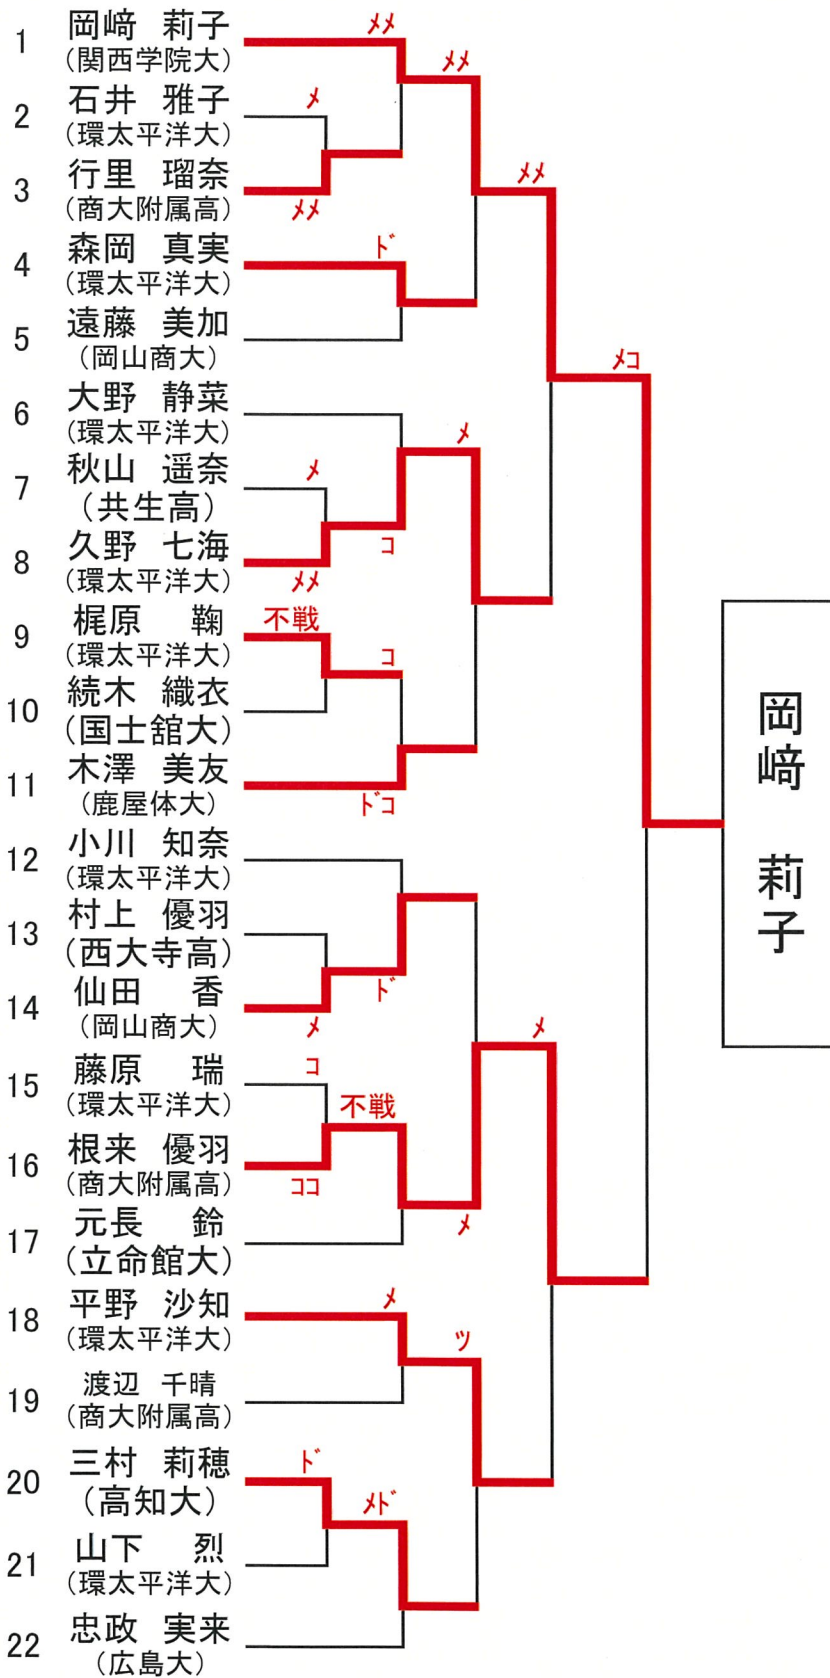 1
岡﨑 莉子
(関西学院大)
メメ
メメ
2
石井 雅子
(環太平洋大)
メ
3
行里 瑠奈
(商大附属高)
メメ
メメ
4
森岡 真実
(環太平洋大)
ド
5
遠藤 美加
(岡山商大)
メコ
6
大野 静菜
(環太平洋大)
メ
7
秋山 遥奈
(共生高)
メ
8
久野 七海
(環太平洋大)
メメ
コ
9
梶原 鞠
(環太平洋大)
不戦
コ
10
続木 織衣
(国士舘大)
11
木澤 美友
(鹿屋体大)
ドコ
12
小川 知奈
(環太平洋大)
13
村上 優羽
(西大寺高)
14
仙田 香
(岡山商大)
メ
ド
メ
15
藤原 瑞
(環太平洋大)
コ
不戦
16
根来 優羽
(商大附属高)
ココ
17
元長 鈴
(立命館大)
メ
18
平野 沙知
(環太平洋大)
メ
ツ
19
渡辺 千晴
(商大附属高)
20
三村 莉穂
(高知大)
ド
メド
21
山下 烈
(環太平洋大)
22
忠政 実来
(広島大)
岡﨑 莉子